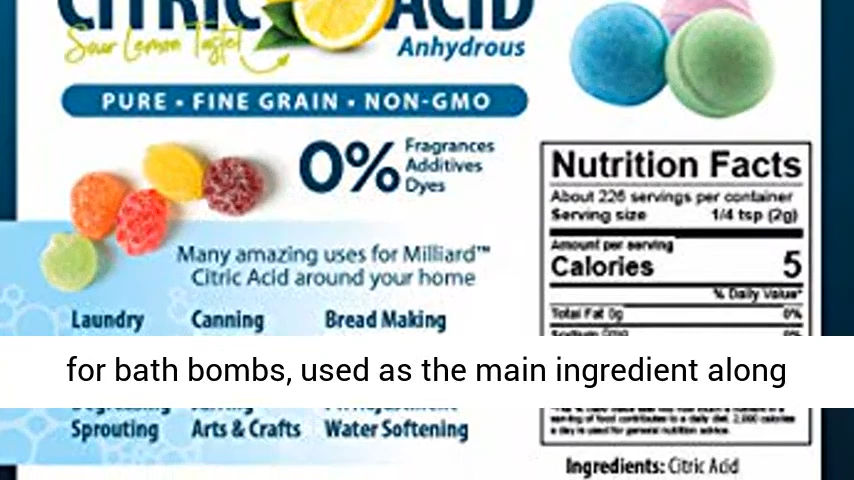 CITRIC ACID
Sour Lemon Taste!
Anhydrous
PURE • FINE GRAIN • NON-GMO
0% Fragrances
Additives
Dyes
Many amazing uses for Milliard™
Citric Acid around your home
Laundry Canning Bread Making
Sprouting Arts & Crafts Water Softening
Nutrition Facts
About 226 servings per container
Serving size 1/4 tsp (2g)
Amount per serving
Calories 5
% Daily Value*
Total Fat 0g 0%
for bath bombs, used as the main ingredient along
Ingredients: Citric Acid